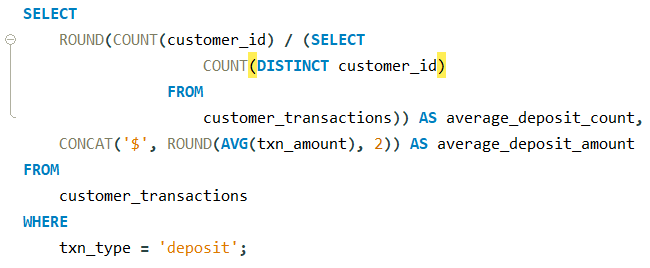 SELECT
ROUND(COUNT(customer_id) / (SELECT
COUNT(DISTINCT customer_id)
FROM
customer_transactions)) AS average_deposit_count,
CONCAT('$', ROUND(AVG(txn_amount), 2)) AS average_deposit_amount
FROM
customer_transactions
WHERE
txn_type = 'deposit';